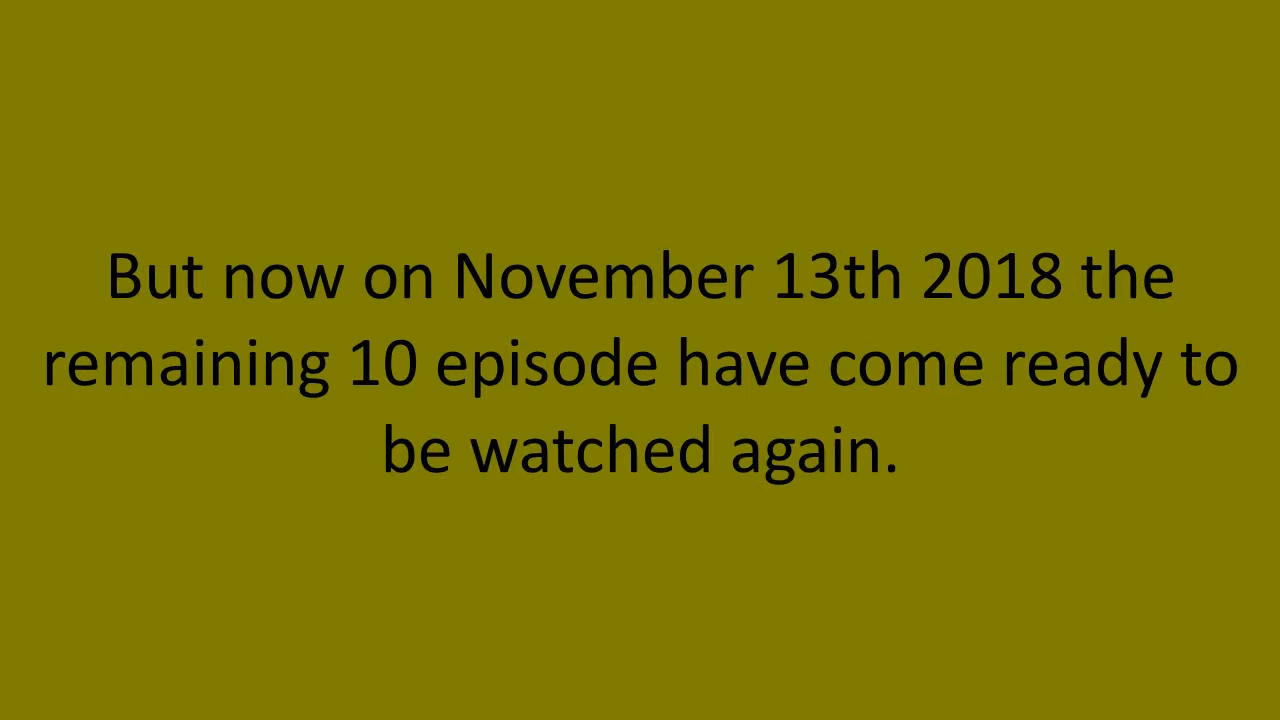 But now on November 13th 2018 the
remaining 10 episode have come ready to
be watched again.